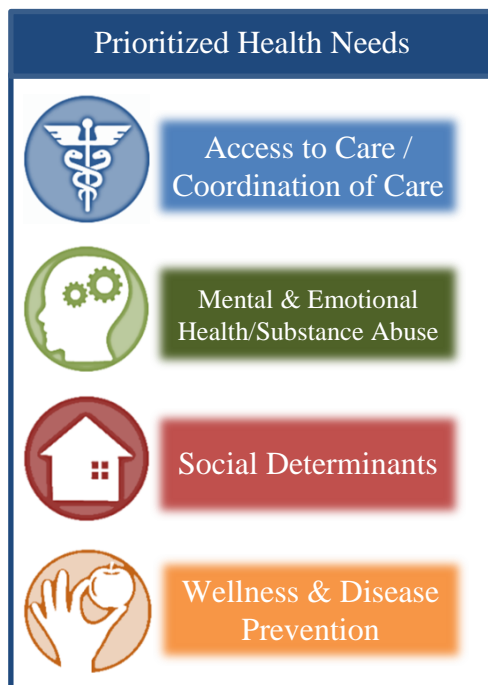 Prioritized Health Needs
Access to Care /
Coordination of Care
Mental & Emotional
Health/Substance Abuse
Social Determinants
Wellness & Disease
Prevention